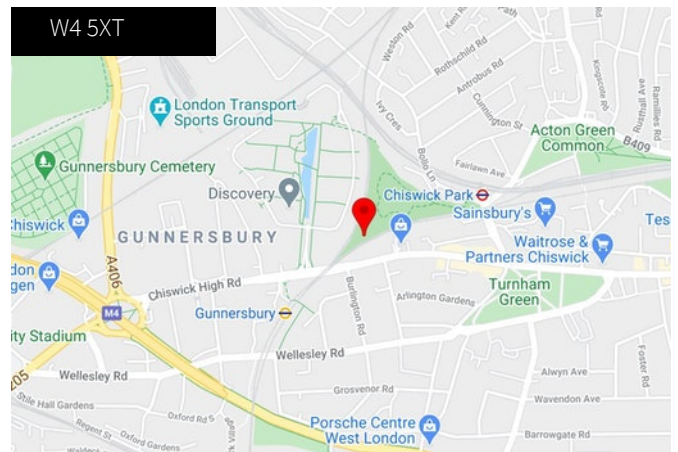 W4 5XT
Weston Rd
Kent Rd
Rothschild Rd
Antrobus Rd
Kingscote Rd
Rusthall Ave
Ramillies Rd
London Transport
Sports Ground
Ivy Cres
Cunnington St
Acton Green
Common
B409
Gunnersbury Cemetery
Bollo Ln
Fairlawn Ave
Discovery
Chiswick Park
Sainsbury's
Tes
Chiswick
GUNNERSBURY
Waitrose &
Partners Chiswick
don
gen
A406
Chiswick High Rd
Burlington Rd
Arlington Gardens
Turnham
Green
M4
Gunnersbury
ity Stadium
Wellesley Rd
Wellesley Rd
205
Foster Rd
Alwyn Ave
Stile Hall Gardens
Grosvenor Rd
Wavendon Ave
Oxford Rd S
Regent St
Oxford Gardens
Porsche Centre
West London
Barrowgate Rd